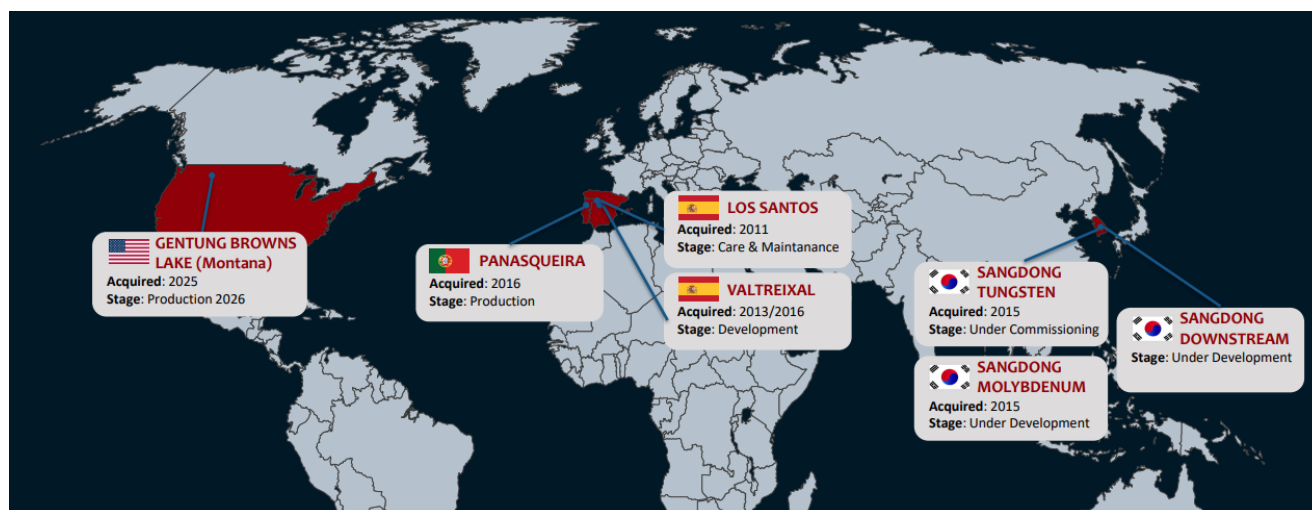 GENTUNG BROWNS
LAKE (Montana)
Acquired: 2025
Stage: Production 2026
PANASQUEIRA
Acquired: 2016
Stage: Production
LOS SANTOS
Acquired: 2011
Stage: Care & Maintanance
VALTREIXAL
Acquired: 2013/2016
Stage: Development
SANGDONG
TUNGSTEN
Acquired: 2015
Stage: Under Commissioning
SANGDONG
MOLYBDENUM
Acquired: 2015
Stage: Under Development
SANGDONG
DOWNSTREAM
Stage: Under Development